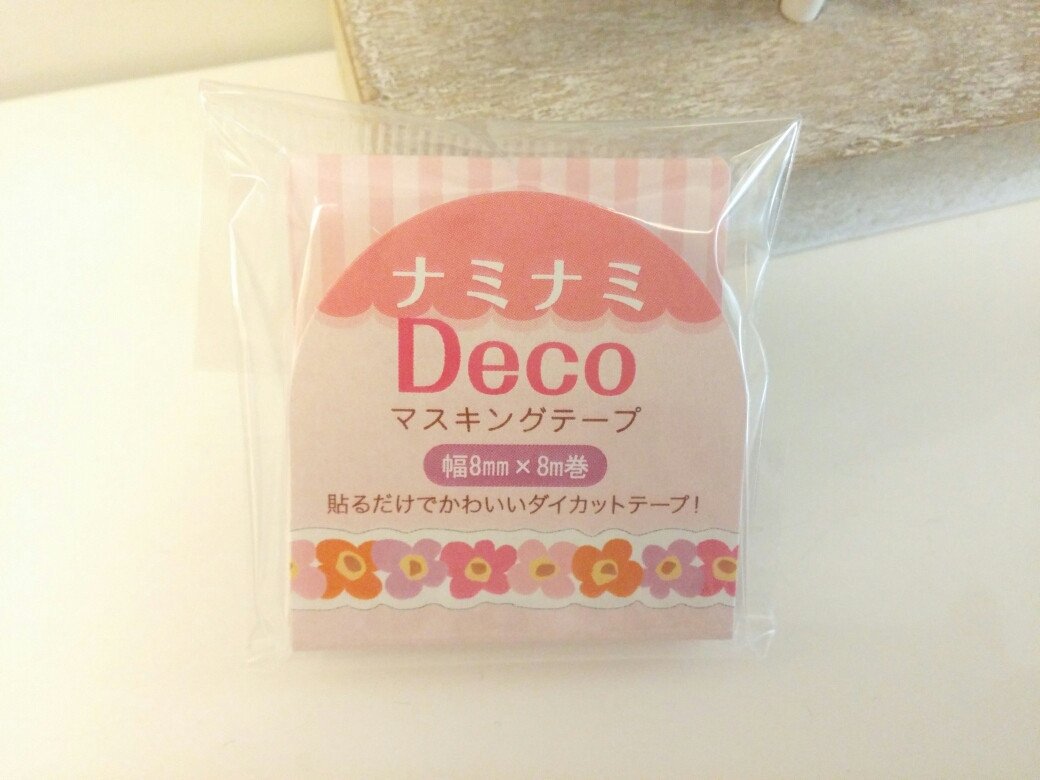 ナミナミ
Deco
マスキングテープ
幅8mm×8m巻
貼るだけでかわいいダイカットテープ!